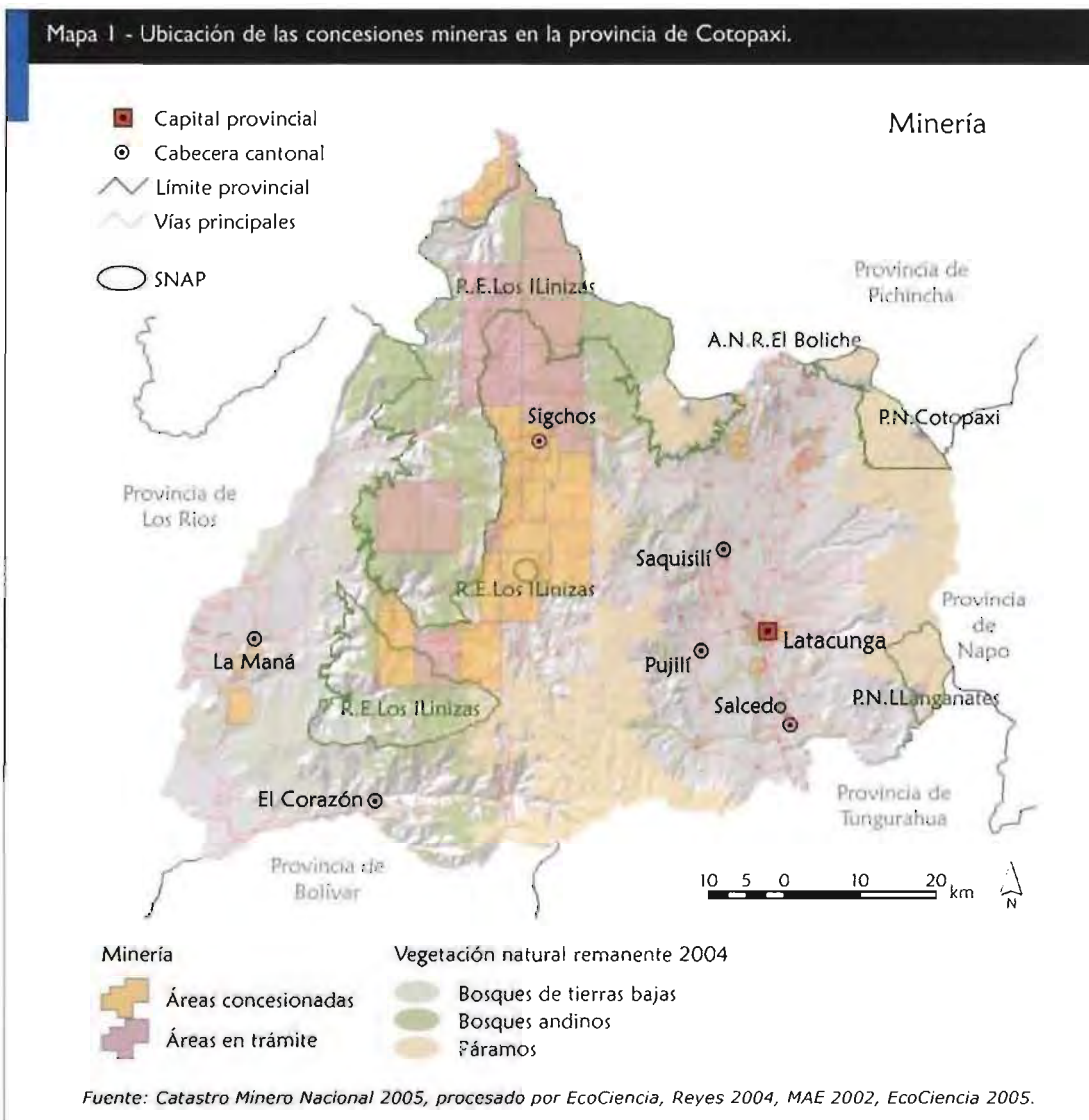 Mapa 1 - Ubicación de las concesiones mineras en la provincia de Cotopaxi.
Capital provincial
Cabecera cantonal
Límite provincial
Vías principales
SNAP
Minería
R.E.Los ILinizas
Provincia de
Pichincha
A.N.R.El Boliche
P.N.Cotopaxi
Sigchos
Provincia de
Los Ríos
Saquisilí
R.E.Los ILinizas
Provincia
de
Napo
La Maná
Latacunga
Pujilí
P.N.LLanganates
Salcedo
R.E.Los ILinizas
El Corazón
Provincia de
Tungurahua
Provincia de
Bolívar
10 5 0 10 20 km
N
Minería
Áreas concesionadas
Áreas en trámite
Vegetación natural remanente 2004
Bosques de tierras bajas
Bosques andinos
Páramos
Fuente: Catastro Minero Nacional 2005, procesado por EcoCiencia, Reyes 2004, MAE 2002, EcoCiencia 2005.